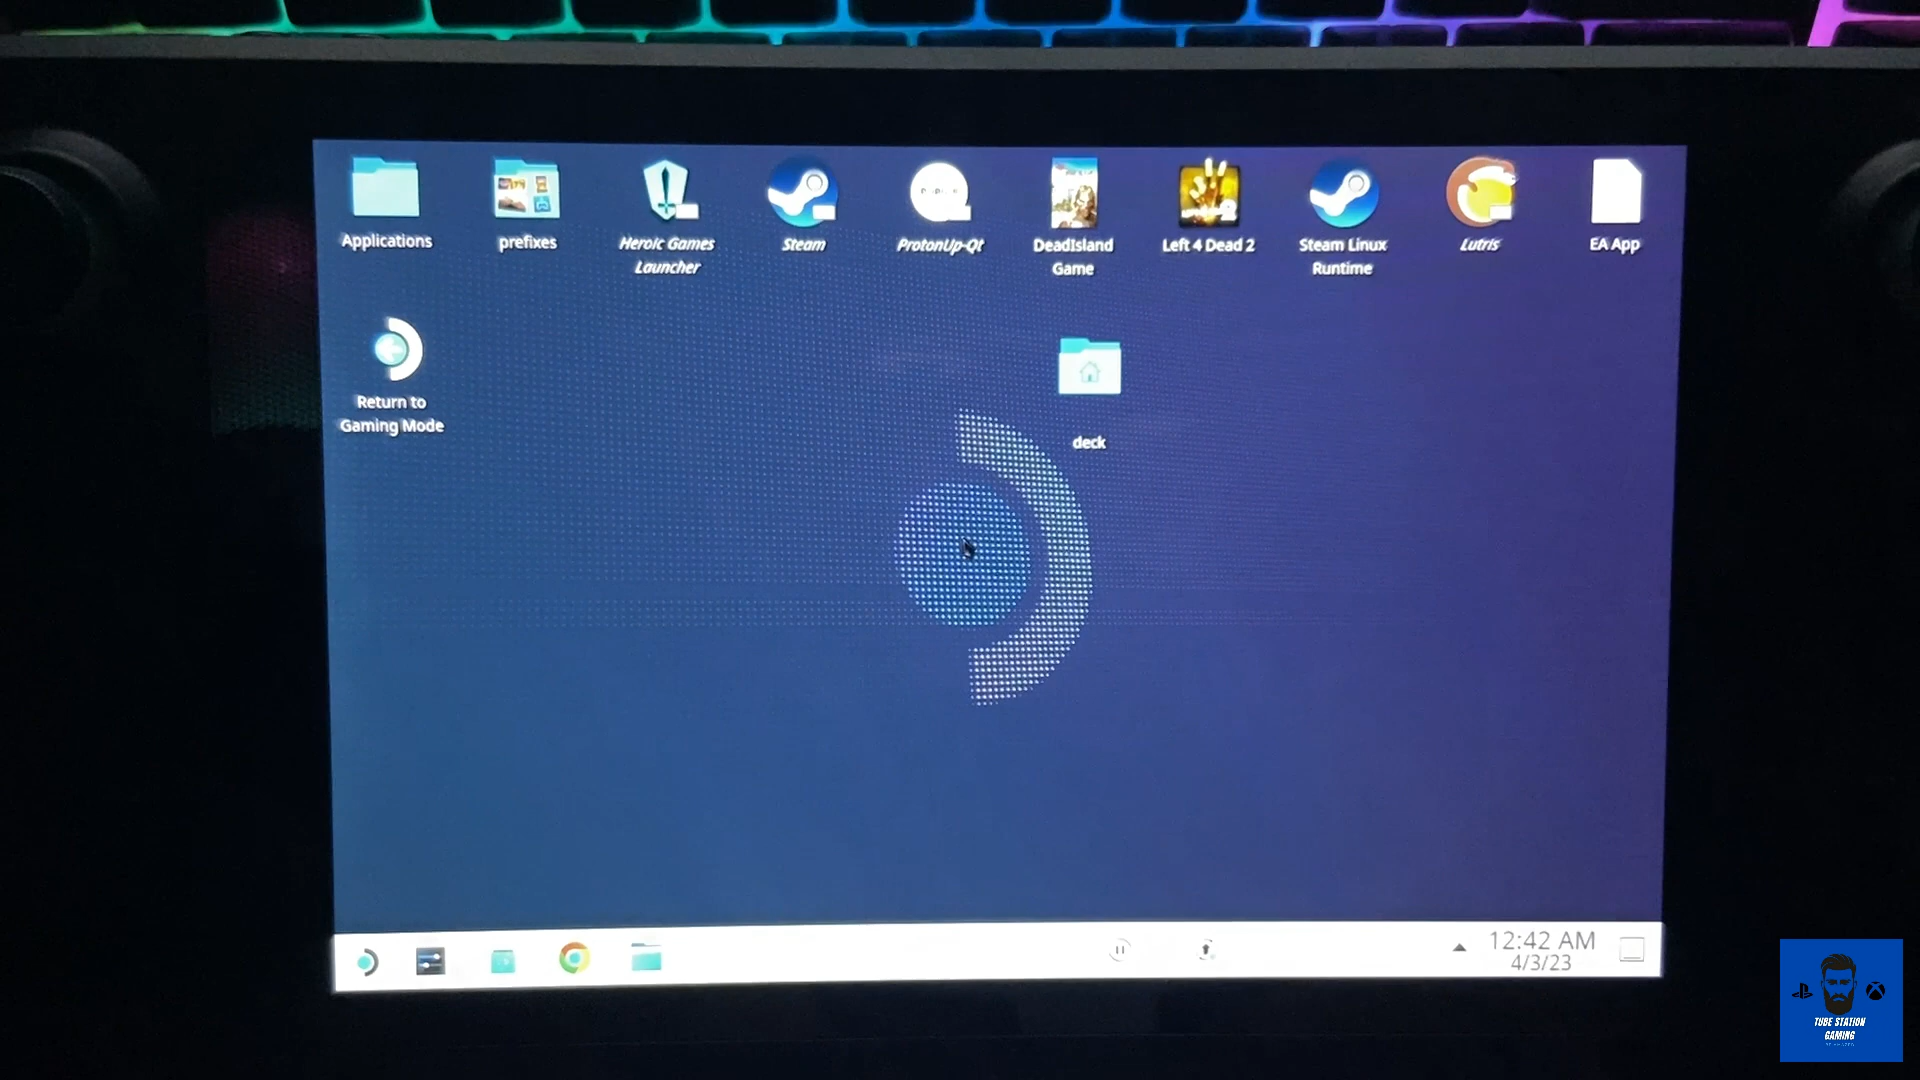 Applications
prefixes
Heroic Games
Launcher
Steam
ProtonUp-Qt
DeadIsland
Game
Left 4 Dead 2
Steam Linux
Runtime
Lutris
EA App
Return to
Gaming Mode
deck
12:42 AM
4/3/23
TUBE STATION
GAMING